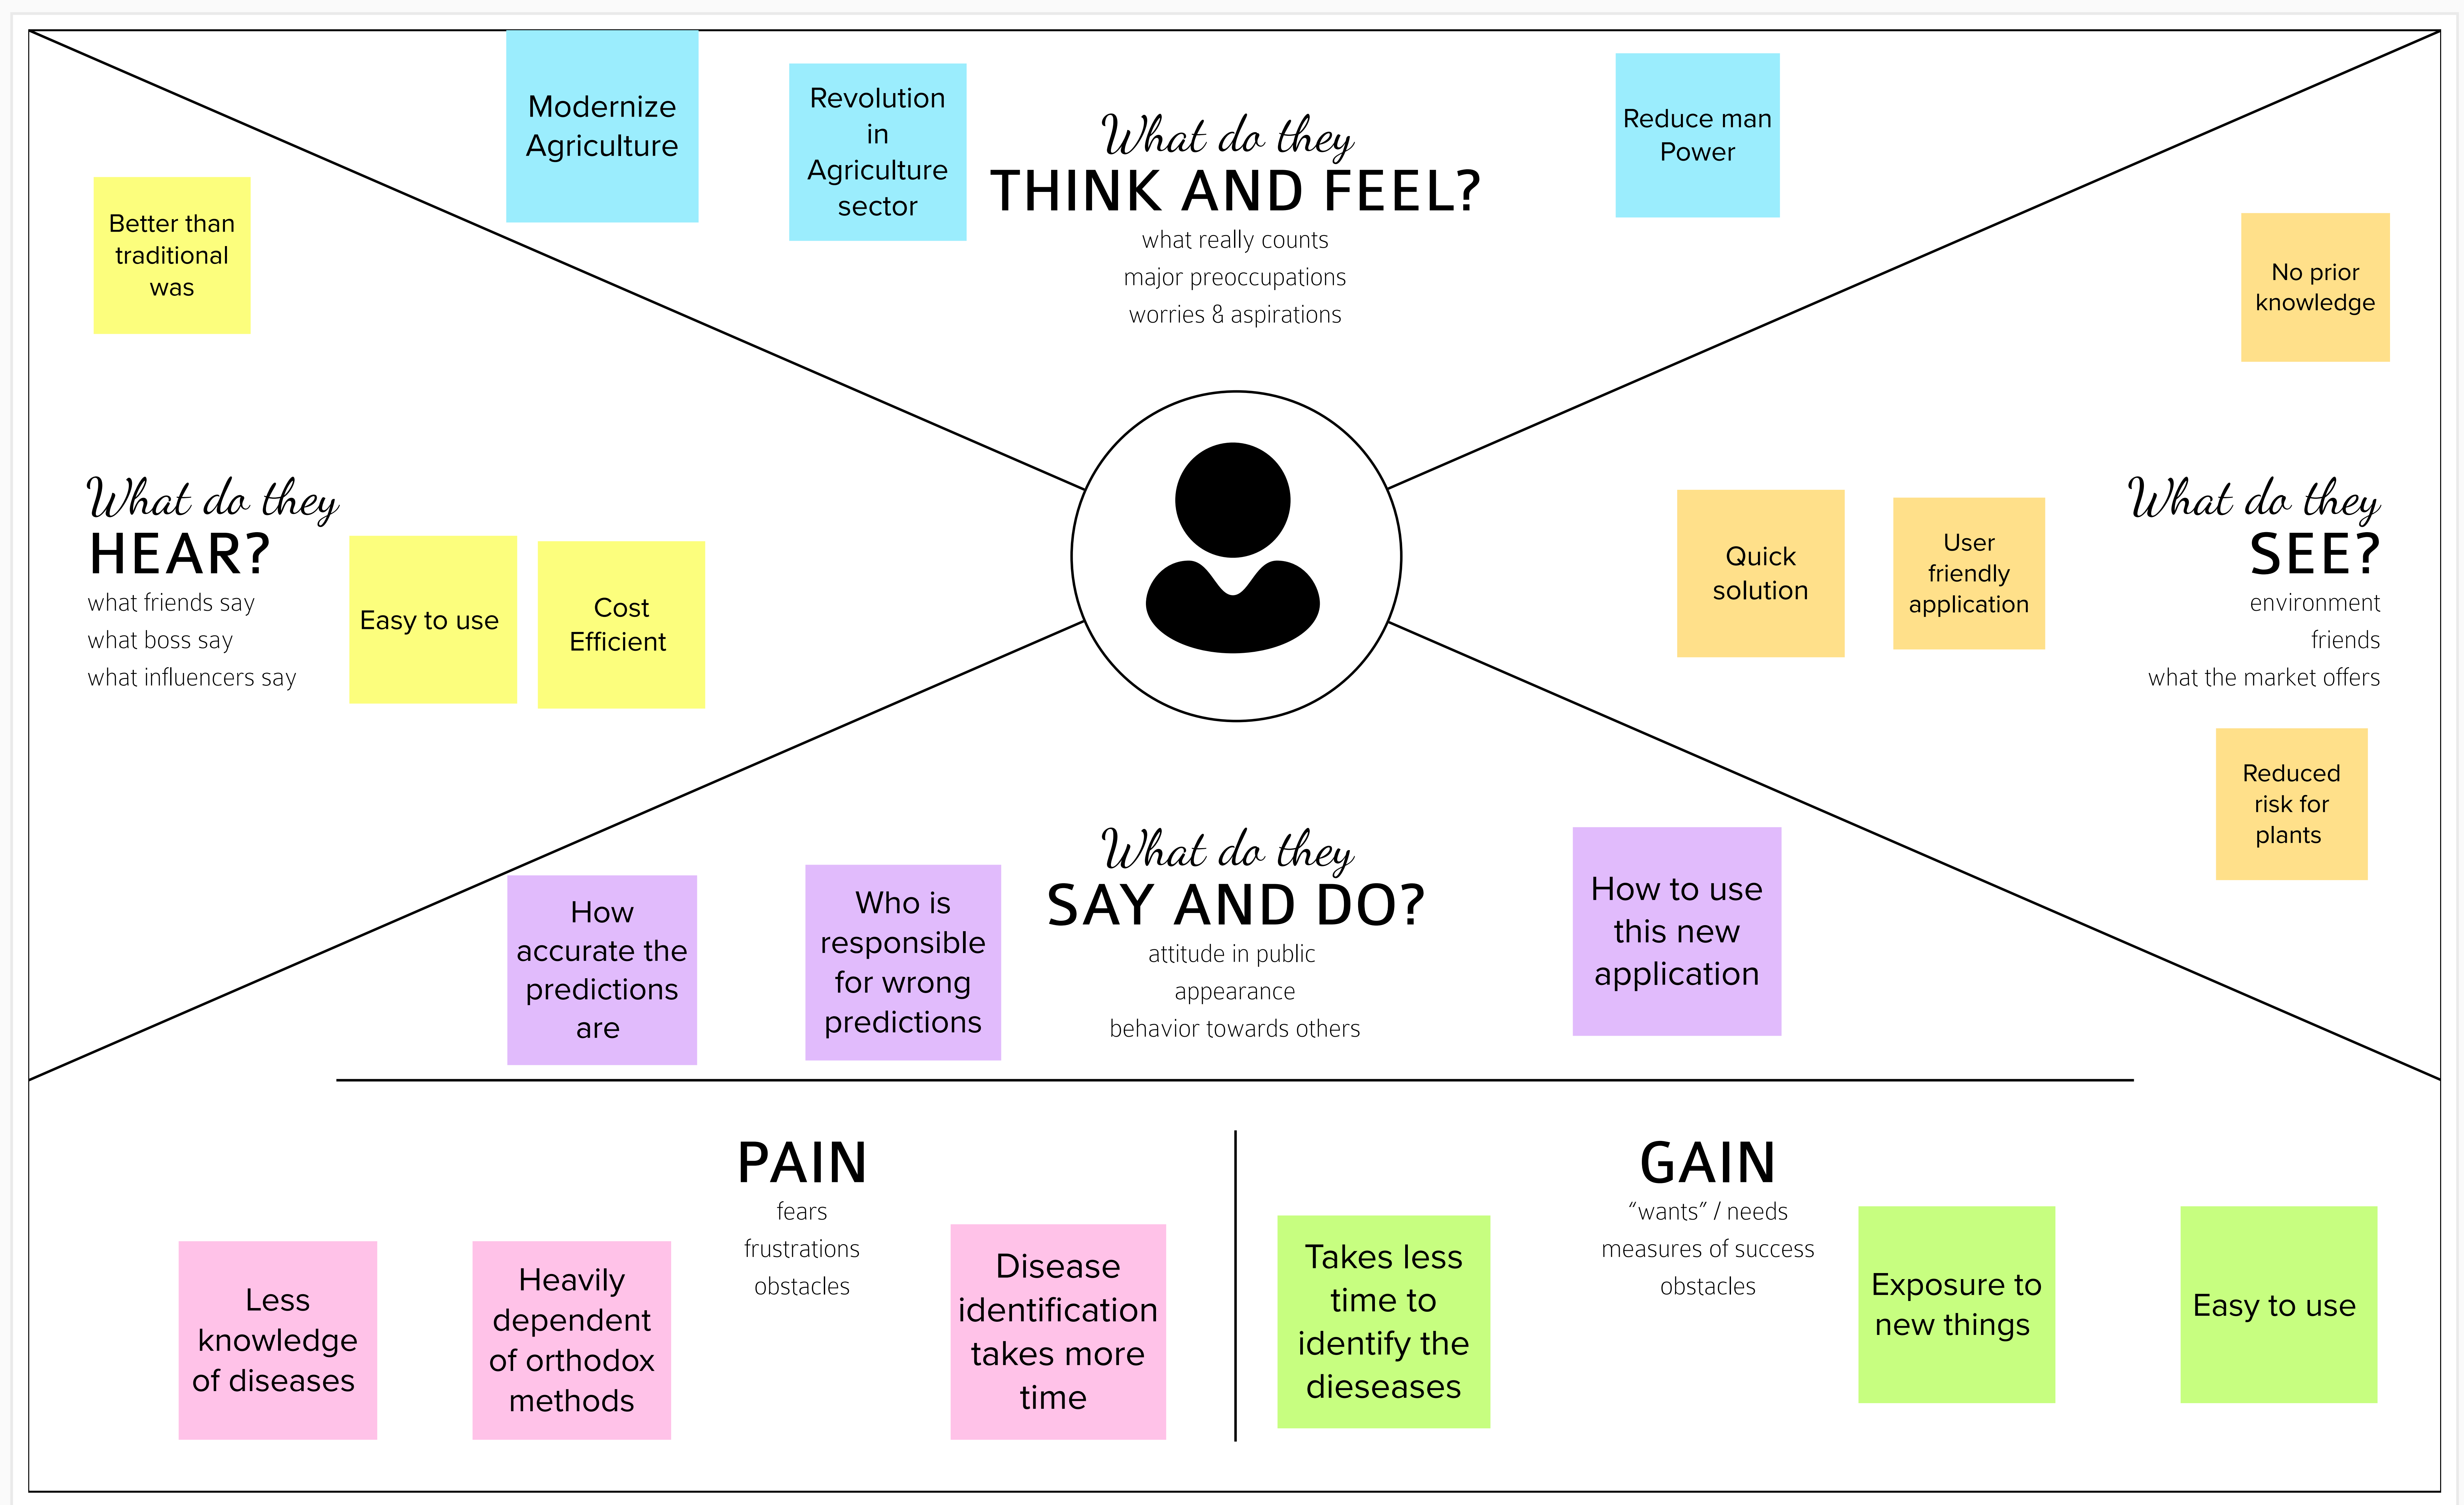 Modernize
Agriculture
Revolution
in
Agriculture
sector
What do they
THINK AND FEEL?
what really counts
major preoccupations
worries & aspirations
Reduce man
Power
Better than
traditional
was
What do they
HEAR?
what friends say
what boss say
what influencers say
Easy to use
Cost
Efficient
No prior
knowledge
Quick
solution
User
friendly
application
What do they
SEE?
environment
friends
what the market offers
Reduced
risk for
plants
How
accurate the
predictions
are
Who is
responsible
for wrong
predictions
What do they
SAY AND DO?
attitude in public
appearance
behavior towards others
How to use
this new
application
PAIN
fears
frustrations
obstacles
Less
knowledge
of diseases
Heavily
dependent
of orthodox
methods
Disease
identification
takes more
time
GAIN
“wants” / needs
measures of success
obstacles
Takes less
time to
identify the
dieseases
Exposure to
new things
Easy to use